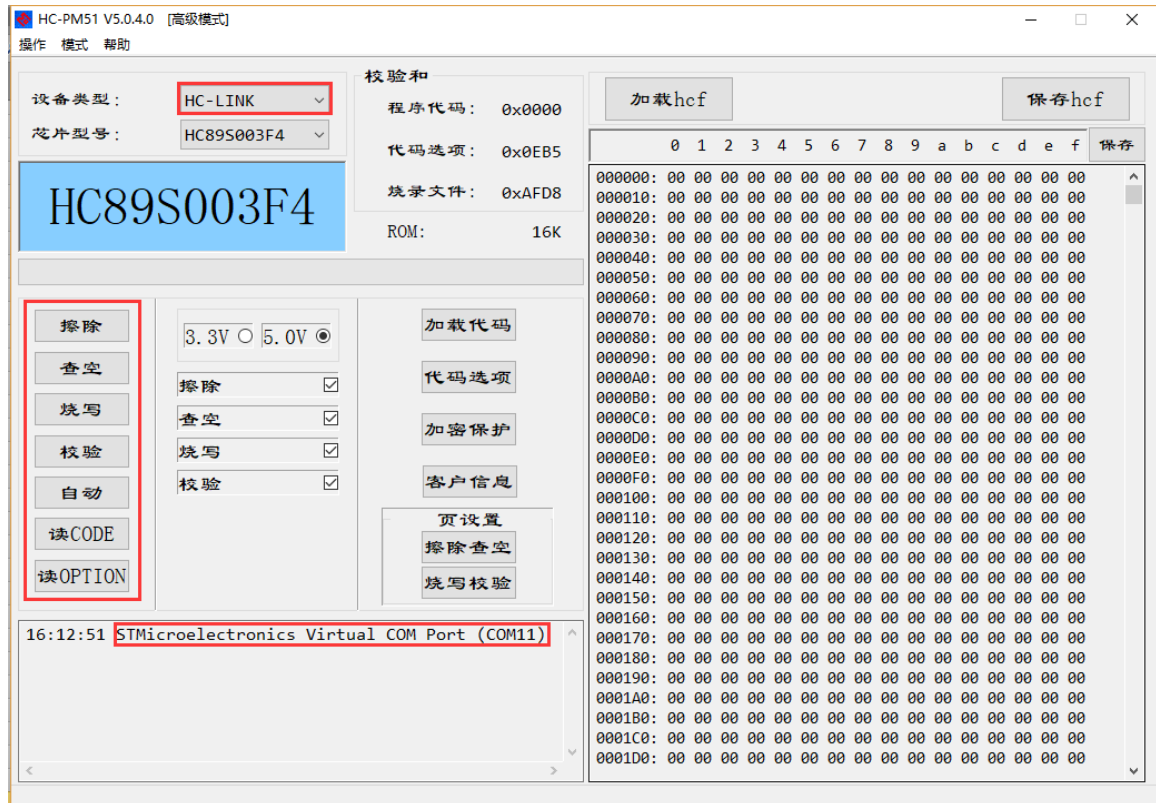 HC-PM51 V5.0.4.0 [高级模式]
操作 模式 帮助
设备类型: HC-LINK
芯片型号: HC89S003F4
HC89S003F4
校验和
程序代码: 0x0000
代码选项: 0x0EB5
烧录文件: 0xAFD8
ROM: 16K
擦除
查空
烧写
校验
自动
读CODE
读OPTION
3.3V 5.0V
擦除
查空
烧写
校验
加载代码
代码选项
加密保护
客户信息
页设置
擦除查空
烧写校验
16:12:51 STMicroelectronics Virtual COM Port (COM11)
加载hcf 保存hcf
0 1 2 3 4 5 6 7 8 9 a b c d e f 保存
000000: 00 00 00 00 00 00 00 00 00 00 00 00 00 00 00 00
000010: 00 00 00 00 00 00 00 00 00 00 00 00 00 00 00 00
000020: 00 00 00 00 00 00 00 00 00 00 00 00 00 00 00 00
000030: 00 00 00 00 00 00 00 00 00 00 00 00 00 00 00 00
000040: 00 00 00 00 00 00 00 00 00 00 00 00 00 00 00 00
000050: 00 00 00 00 00 00 00 00 00 00 00 00 00 00 00 00
000060: 00 00 00 00 00 00 00 00 00 00 00 00 00 00 00 00
000070: 00 00 00 00 00 00 00 00 00 00 00 00 00 00 00 00
000080: 00 00 00 00 00 00 00 00 00 00 00 00 00 00 00 00
000090: 00 00 00 00 00 00 00 00 00 00 00 00 00 00 00 00
0000A0: 00 00 00 00 00 00 00 00 00 00 00 00 00 00 00 00
0000B0: 00 00 00 00 00 00 00 00 00 00 00 00 00 00 00 00
0000C0: 00 00 00 00 00 00 00 00 00 00 00 00 00 00 00 00
0000D0: 00 00 00 00 00 00 00 00 00 00 00 00 00 00 00 00
0000E0: 00 00 00 00 00 00 00 00 00 00 00 00 00 00 00 00
0000F0: 00 00 00 00 00 00 00 00 00 00 00 00 00 00 00 00
000100: 00 00 00 00 00 00 00 00 00 00 00 00 00 00 00 00
000110: 00 00 00 00 00 00 00 00 00 00 00 00 00 00 00 00
000120: 00 00 00 00 00 00 00 00 00 00 00 00 00 00 00 00
000130: 00 00 00 00 00 00 00 00 00 00 00 00 00 00 00 00
000140: 00 00 00 00 00 00 00 00 00 00 00 00 00 00 00 00
000150: 00 00 00 00 00 00 00 00 00 00 00 00 00 00 00 00
000160: 00 00 00 00 00 00 00 00 00 00 00 00 00 00 00 00
000170: 00 00 00 00 00 00 00 00 00 00 00 00 00 00 00 00
000180: 00 00 00 00 00 00 00 00 00 00 00 00 00 00 00 00
000190: 00 00 00 00 00 00 00 00 00 00 00 00 00 00 00 00
0001A0: 00 00 00 00 00 00 00 00 00 00 00 00 00 00 00 00
0001B0: 00 00 00 00 00 00 00 00 00 00 00 00 00 00 00 00
0001C0: 00 00 00 00 00 00 00 00 00 00 00 00 00 00 00 00
0001D0: 00 00 00 00 00 00 00 00 00 00 00 00 00 00 00 00